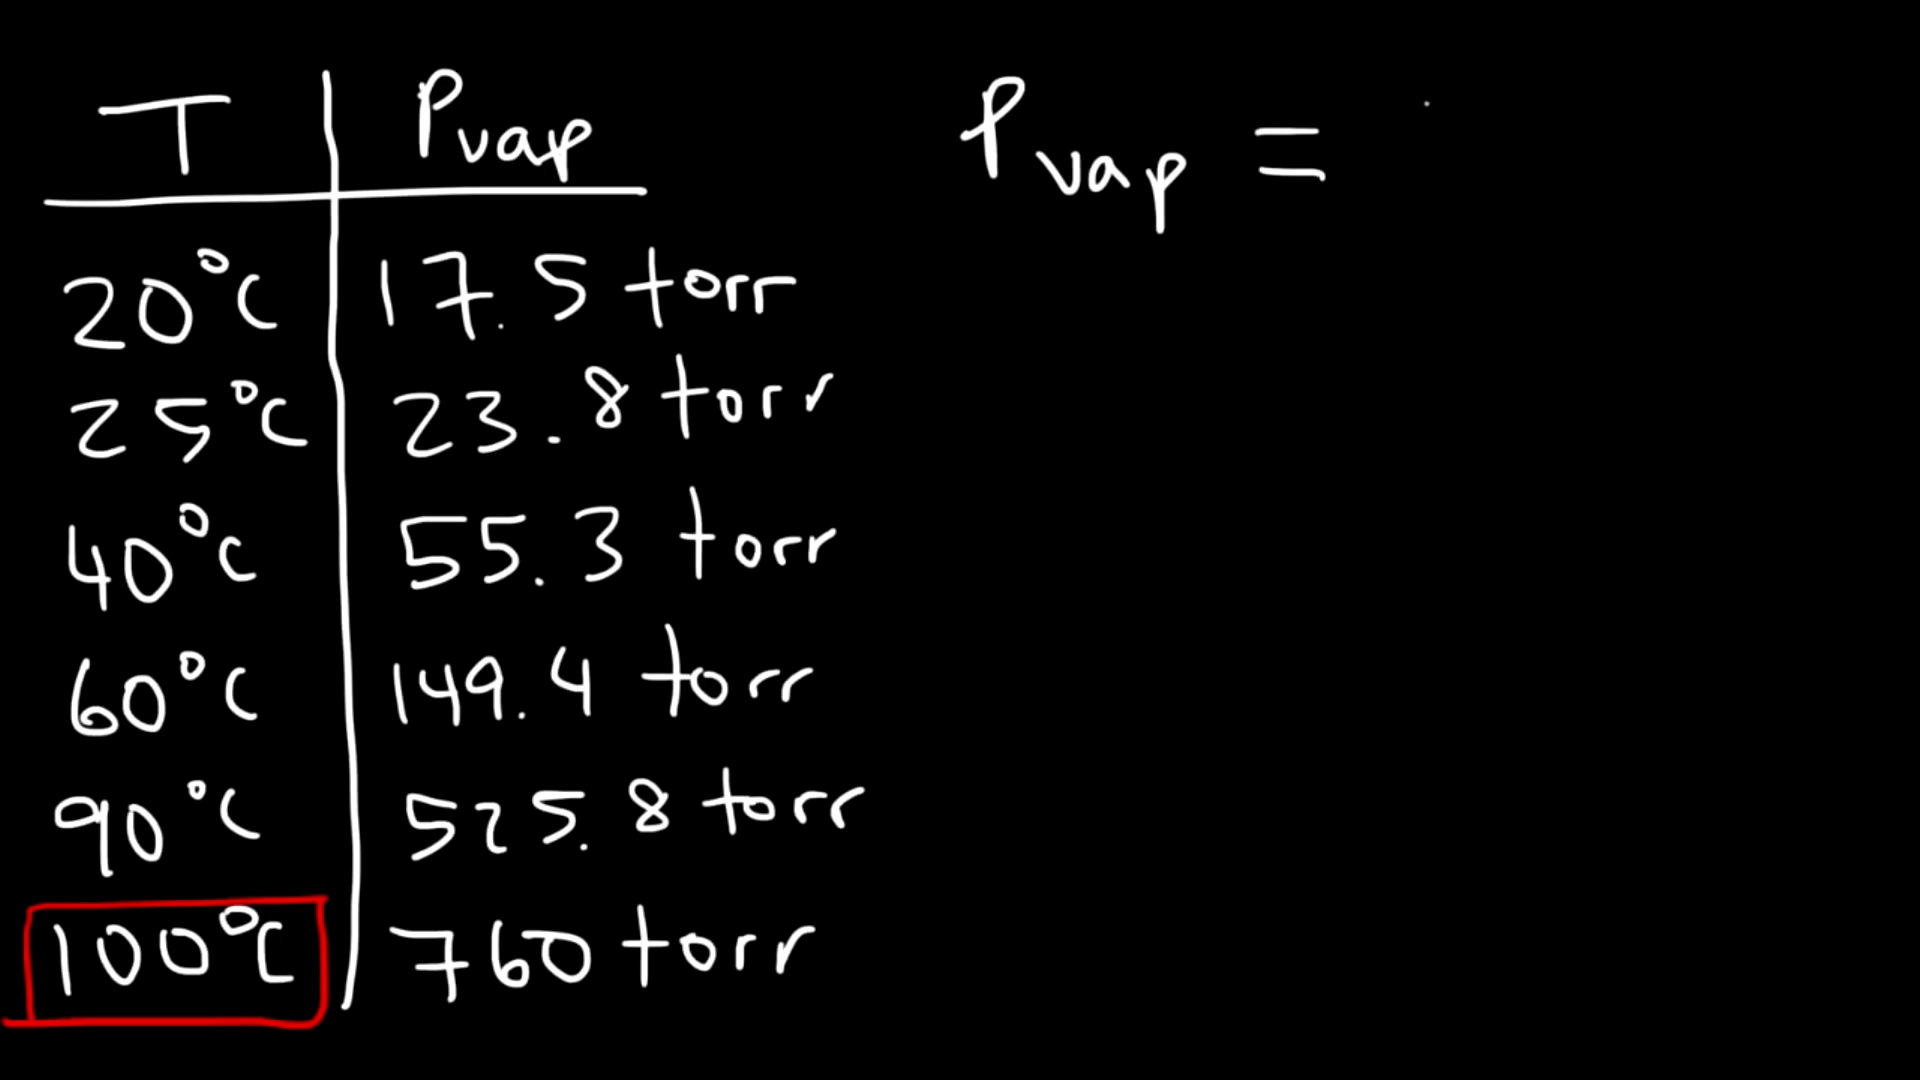 T Pvap
20°C 17.5 torr
25°C 23.8 torr
40°C 55.3 torr
60°C 149.4 torr
90°C 525.8 torr
100°C 760 torr
Pvap =